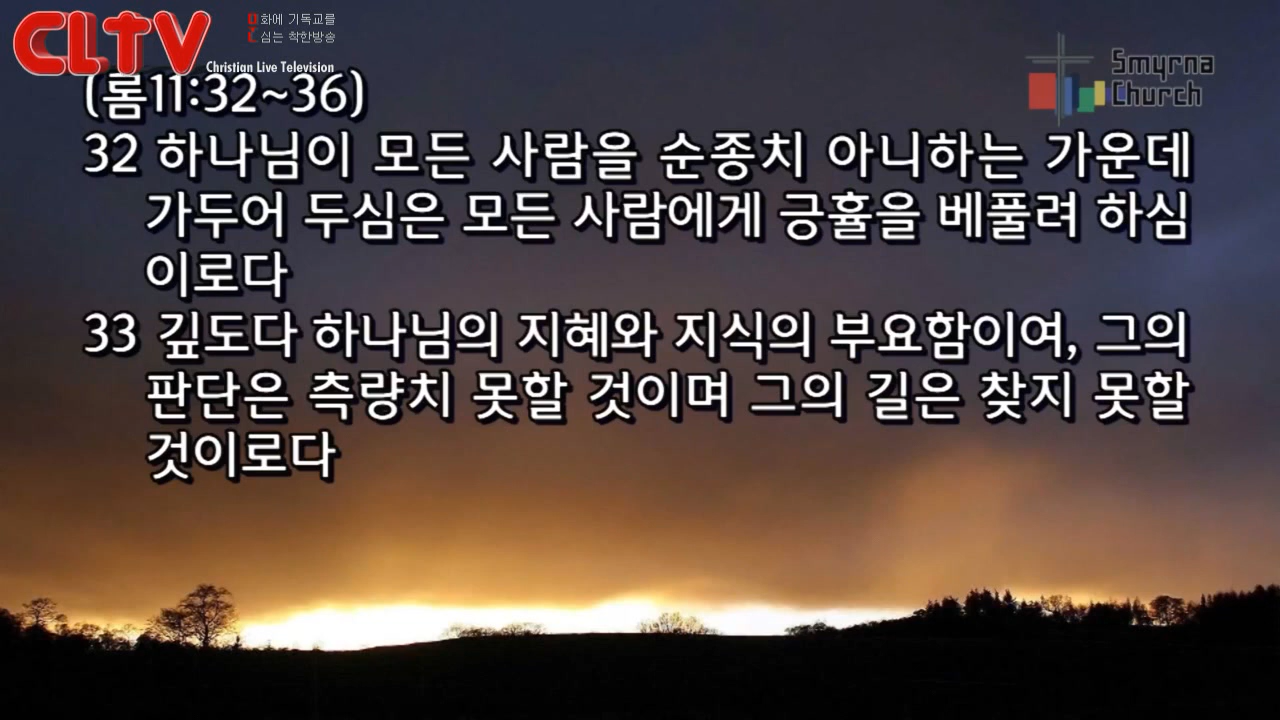 CLTV
문화에 기독교를
심는 착한방송
Christian Live Television
Smyrna
Church
(롬11:32~36)
32 하나님이 모든 사람을 순종치 아니하는 가운데
가두어 두심은 모든 사람에게 긍휼을 베풀려 하심
이로다
33 깊도다 하나님의 지혜와 지식의 부요함이여, 그의
판단은 측량치 못할 것이며 그의 길은 찾지 못할
것이로다